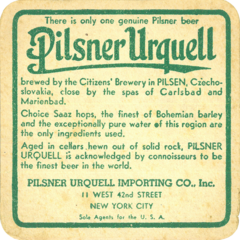 There is only one genuine Pilsner beer
Pilsner Urquell
brewed by the Citizens' Brewery in PILSEN, Czecho-
slovakia, close by the spas of Carlsbad and
Marienbad.
Choice Saaz hops, the finest of Bohemian barley
and the exceptionally pure water of this region are
the only ingredients used.
Aged in cellars hewn out of solid rock, PILSNER
URQUELL is acknowledged by connoisseurs to be
the finest beer in the world.
PILSNER URQUELL IMPORTING CO., Inc.
11 WEST 42nd STREET
NEW YORK CITY
Sole Agents for the U. S. A.